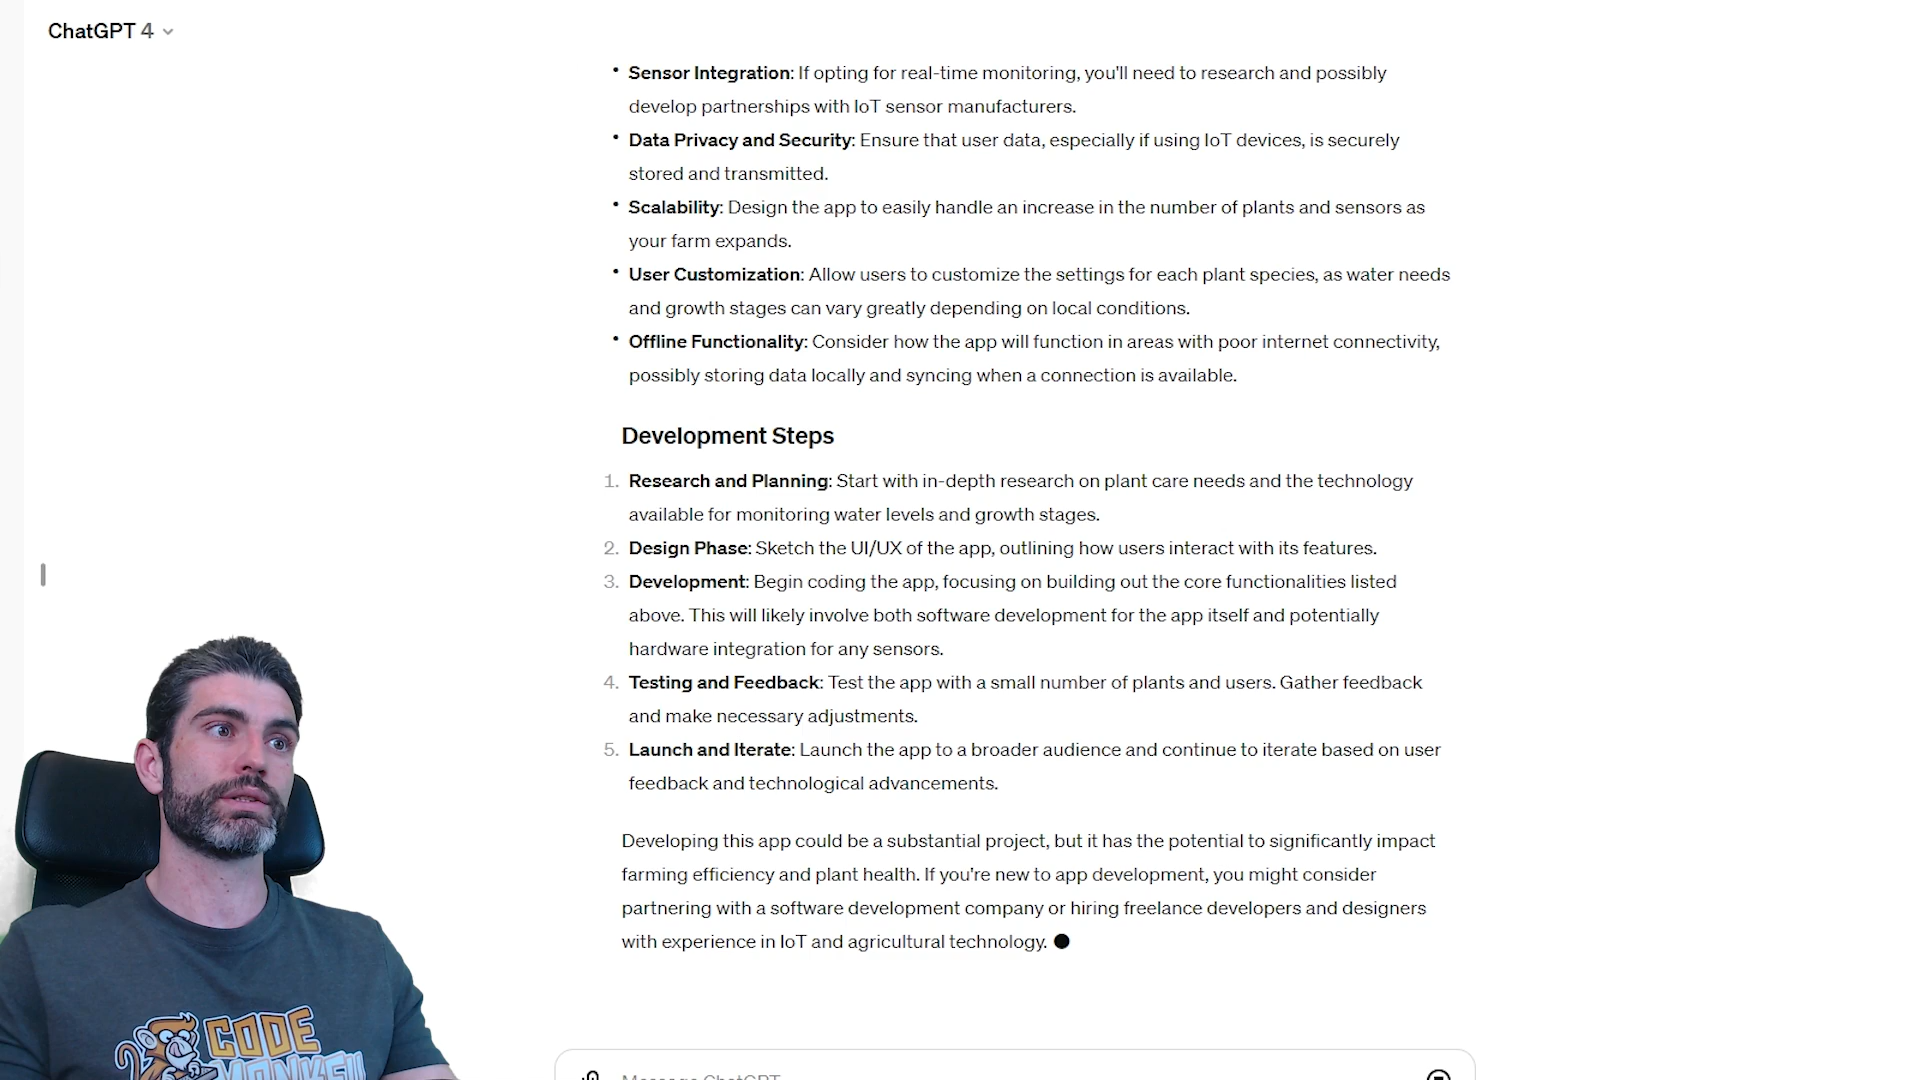 ChatGPT 4
• Sensor Integration: If opting for real-time monitoring, you'll need to research and possibly
develop partnerships with IoT sensor manufacturers.
• Data Privacy and Security: Ensure that user data, especially if using IoT devices, is securely
stored and transmitted.
• Scalability: Design the app to easily handle an increase in the number of plants and sensors as
your farm expands.
• User Customization: Allow users to customize the settings for each plant species, as water needs
and growth stages can vary greatly depending on local conditions.
• Offline Functionality: Consider how the app will function in areas with poor internet connectivity,
possibly storing data locally and syncing when a connection is available.
Development Steps
1. Research and Planning: Start with in-depth research on plant care needs and the technology
available for monitoring water levels and growth stages.
2. Design Phase: Sketch the UI/UX of the app, outlining how users interact with its features.
3. Development: Begin coding the app, focusing on building out the core functionalities listed
above. This will likely involve both software development for the app itself and potentially
hardware integration for any sensors.
4. Testing and Feedback: Test the app with a small number of plants and users. Gather feedback
and make necessary adjustments.
5. Launch and Iterate: Launch the app to a broader audience and continue to iterate based on user
feedback and technological advancements.
Developing this app could be a substantial project, but it has the potential to significantly impact
farming efficiency and plant health. If you're new to app development, you might consider
partnering with a software development company or hiring freelance developers and designers
with experience in IoT and agricultural technology.
Message ChatGPT
CODE
MONKEY